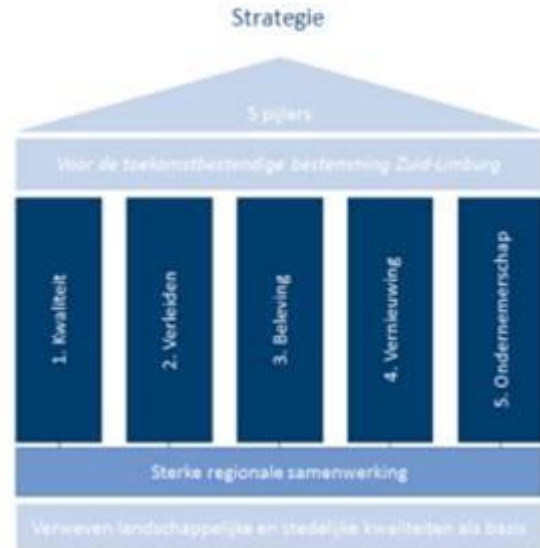 Strategie
5 pijlers
Voor de toekomstbestendige bestemming Zuid-Limburg
1. Kwaliteit
2. Verleiden
3. Beleving
4. Vernieuwing
5. Ondernemerschap
Sterke regionale samenwerking
Verweven landschappelijke en stedelijke kwaliteiten als basis